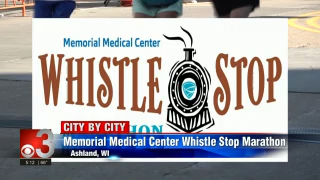 Memorial Medical Center
WHISTLE STOP
CITY BY CITY
Memorial Medical Center Whistle Stop Marathon
Ashland, WI
3
5:12 66°